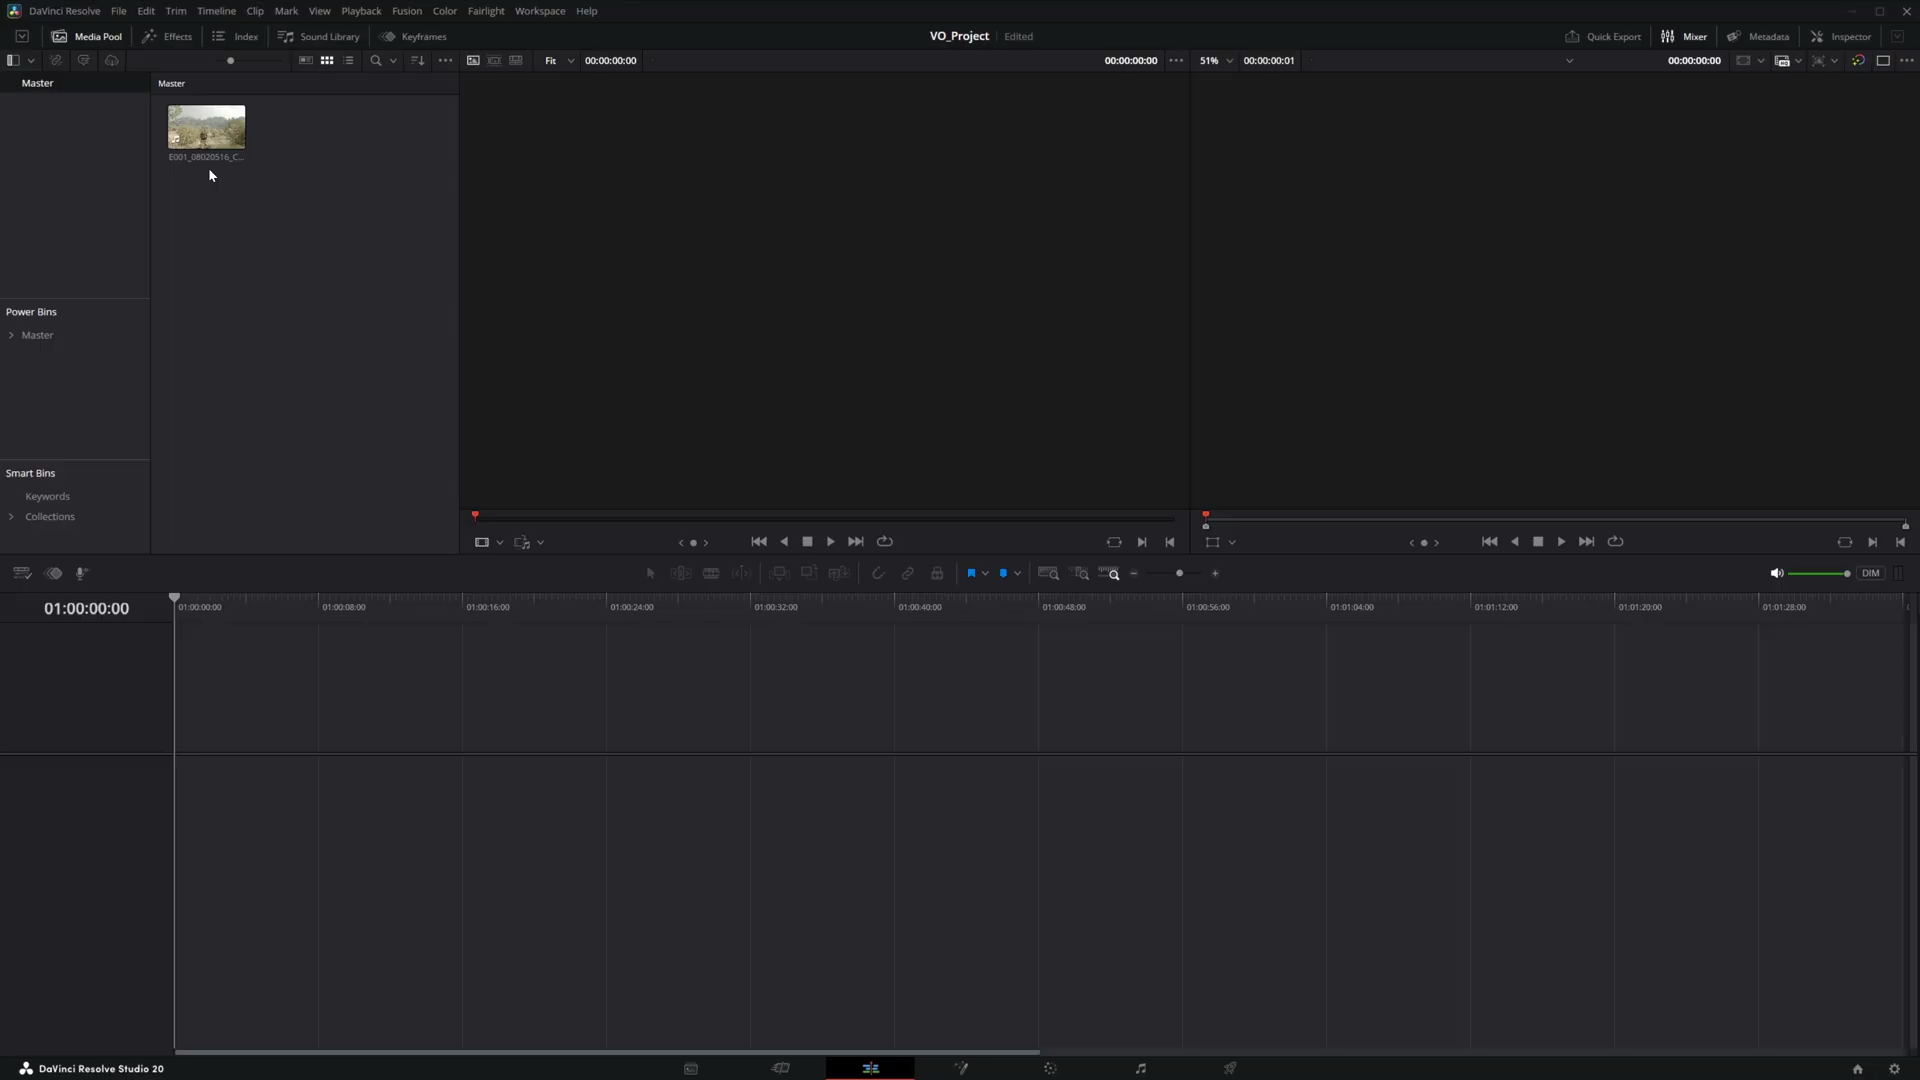 DaVinci Resolve File Edit Trim Timeline Clip Mark View Playback Fusion Color Fairlight Workspace Help
Media Pool Effects Index Sound Library Keyframes VO_Project Edited Quick Export Mixer Metadata Inspector
Fit 00:00:00:00 00:00:00:00 51% 00:00:00:01 00:00:00:00
Master Master
E001_08020516_C...
Power Bins
Master
Smart Bins
Keywords
Collections
DIM
01:00:00:00 01:00:00:00 01:00:08:00 01:00:16:00 01:00:24:00 01:00:32:00 01:00:40:00 01:00:48:00 01:00:56:00 01:01:04:00 01:01:12:00 01:01:20:00 01:01:28:00
DaVinci Resolve Studio 20